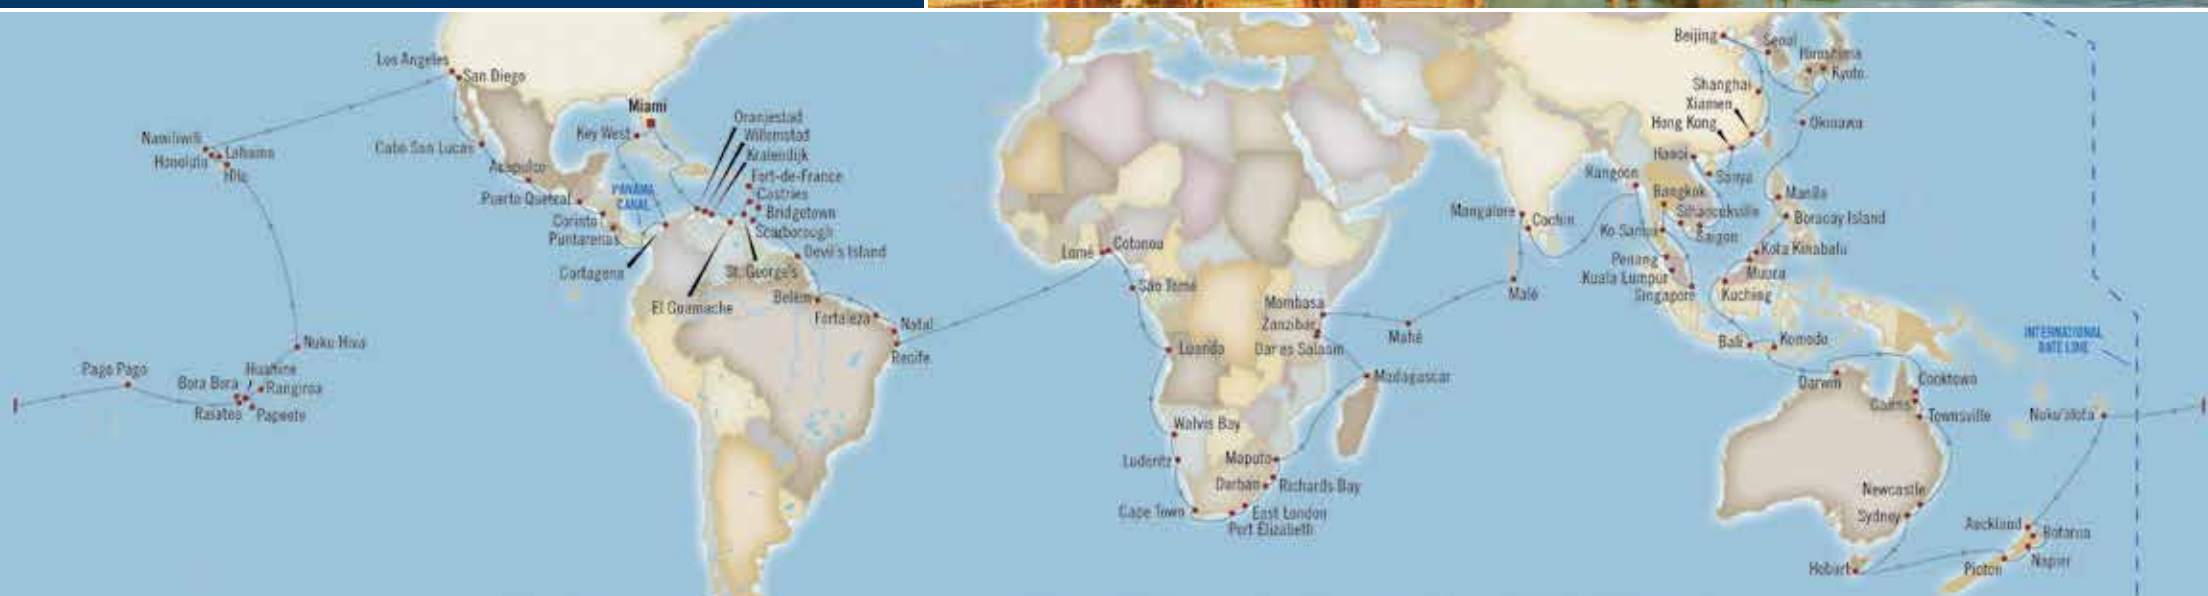 Los Angeles
San Diego
Nawiliwili
Honolulu
Lahaina
Hilo
Nuku Hiva
Pago Pago
Bora Bora
Huahine
Rangiroa
Raiatea
Papeete
Cabo San Lucas
Acapulco
Puerto Quetzal
Corinto
Puntarenas
PANAMA
CANAL
Miami
Key West
Oranjestad
Willemstad
Kralendijk
Fort-de-France
Castries
Bridgetown
Scarborough
Devil's Island
Cartagena
St. George's
El Guamache
Belém
Fortaleza
Natal
Recife
Lomé
Cotonou
São Tomé
Luanda
Walvis Bay
Luderitz
Cape Town
Port Elizabeth
East London
Durban
Richards Bay
Maputo
Madagascar
Mombasa
Zanzibar
Dar es Salaam
Mahé
Malé
Mangalore
Cochin
Rangoon
Bangkok
Ko Samui
Penang
Kuala Lumpur
Singapore
Sihanoukville
Saigon
Hanoi
Sanya
Hong Kong
Xiamen
Shanghai
Beijing
Seoul
Hiroshima
Kyoto
Okinawa
Manila
Boracay Island
Kota Kinabalu
Muara
Kuching
Bali
Komodo
Darwin
Cooktown
Cairns
Townsville
Newcastle
Sydney
Hobart
Picton
Napier
Rotorua
Auckland
Nuku'alofa
INTERNATIONAL
DATE LINE